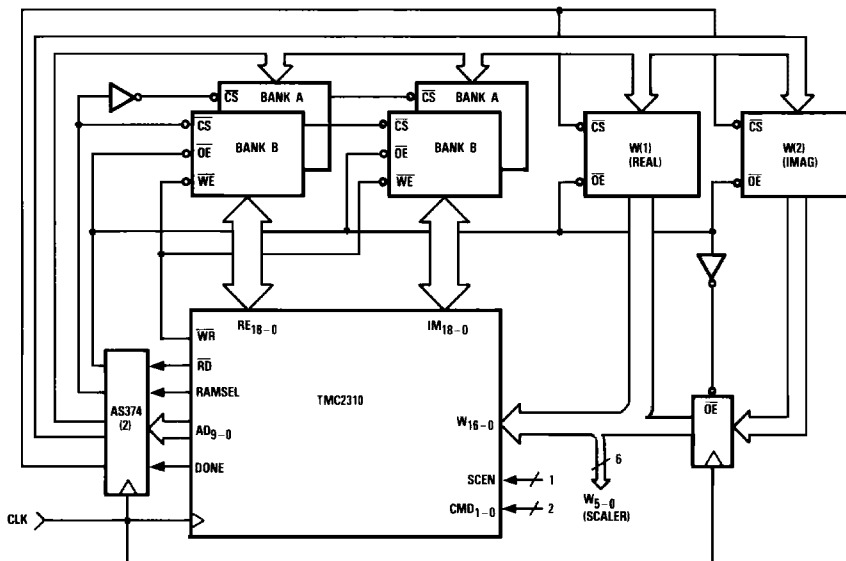 CS BANK A
CS BANK A
CS
BANK B
OE
WE
CS
BANK B
OE
WE
CS
W(1)
(REAL)
OE
CS
W(2)
(IMAG)
OE
RE18–0
IM18–0
WR
RD
RAMSEL
TMC2310
AD9–0
DONE
W16–0
SCEN
1
CMD1–0
2
AS374
(2)
CLK
OE
6
W5–0
(SCALER)